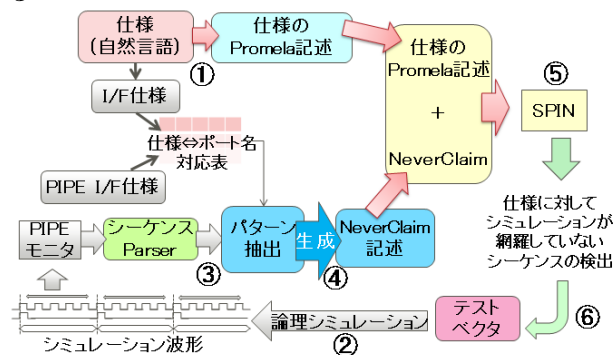 仕様
(自然言語)
①
仕様の
Promela記述
仕様の
Promela記述
+
NeverClaim
⑤
SPIN
I/F仕様
仕様⇔ポート名
対応表
PIPE I/F仕様
PIPE
モニタ
シーケンス
Parser
③
パターン
抽出
生成
④
NeverClaim
記述
仕様に対して
シミュレーションが
網羅していない
シーケンスの検出
⑥
テスト
ベクタ
論理シミュレーション
②
シミュレーション波形